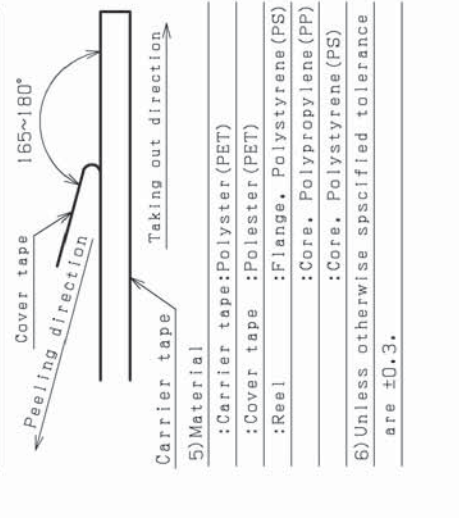 165~180°
Cover tape
Peeling direction
Taking out direction
Carrier tape
5)Material
:Carrier tape:Polyster(PET)
:Cover tape :Polester(PET)
:Reel :Flange. Polystyrene(PS)
:Core. Polypropylene(PP)
:Core. Polystyrene(PS)
6)Unless otherwise spscified tolerance
are ±0.3.